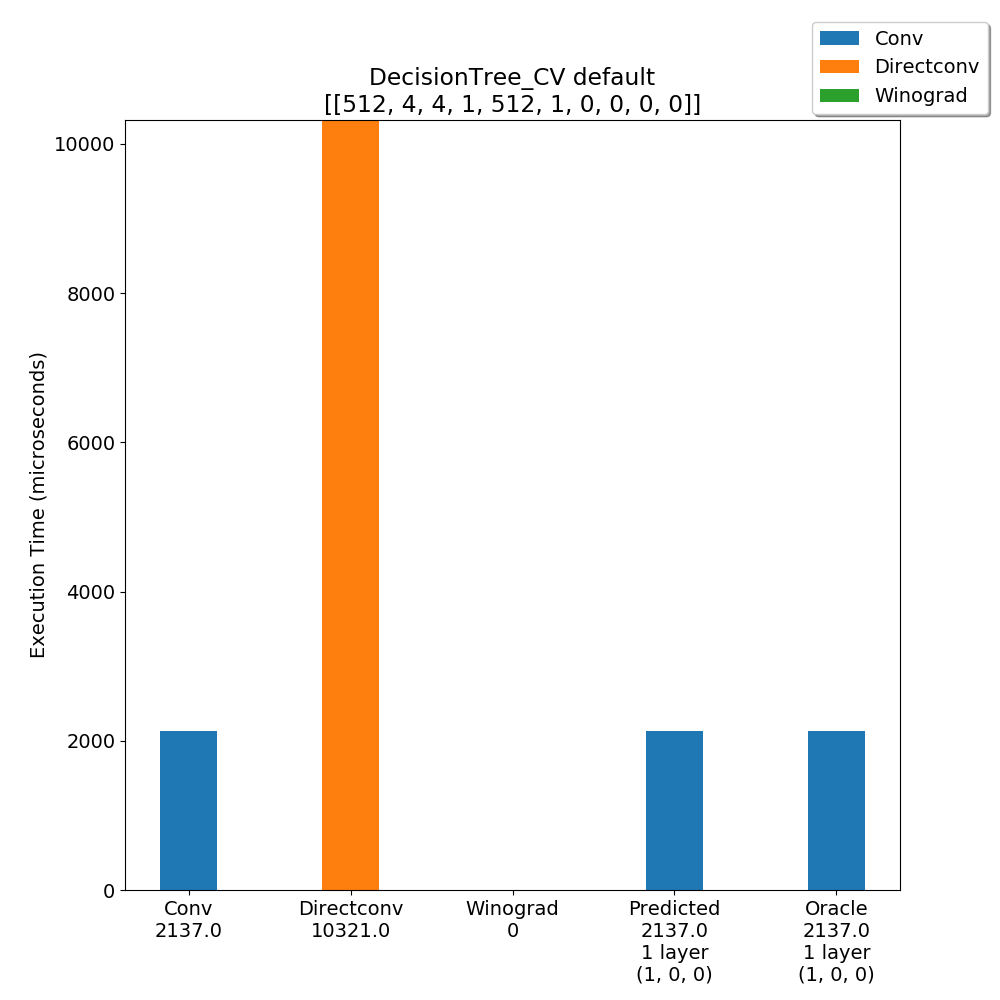 Conv
Directconv
Winograd
DecisionTree_CV default
[[512, 4, 4, 1, 512, 1, 0, 0, 0, 0]]
Execution Time (microseconds)
10000
8000
6000
4000
2000
0
Conv
2137.0
Directconv
10321.0
Winograd
0
Predicted
2137.0
1 layer
(1, 0, 0)
Oracle
2137.0
1 layer
(1, 0, 0)